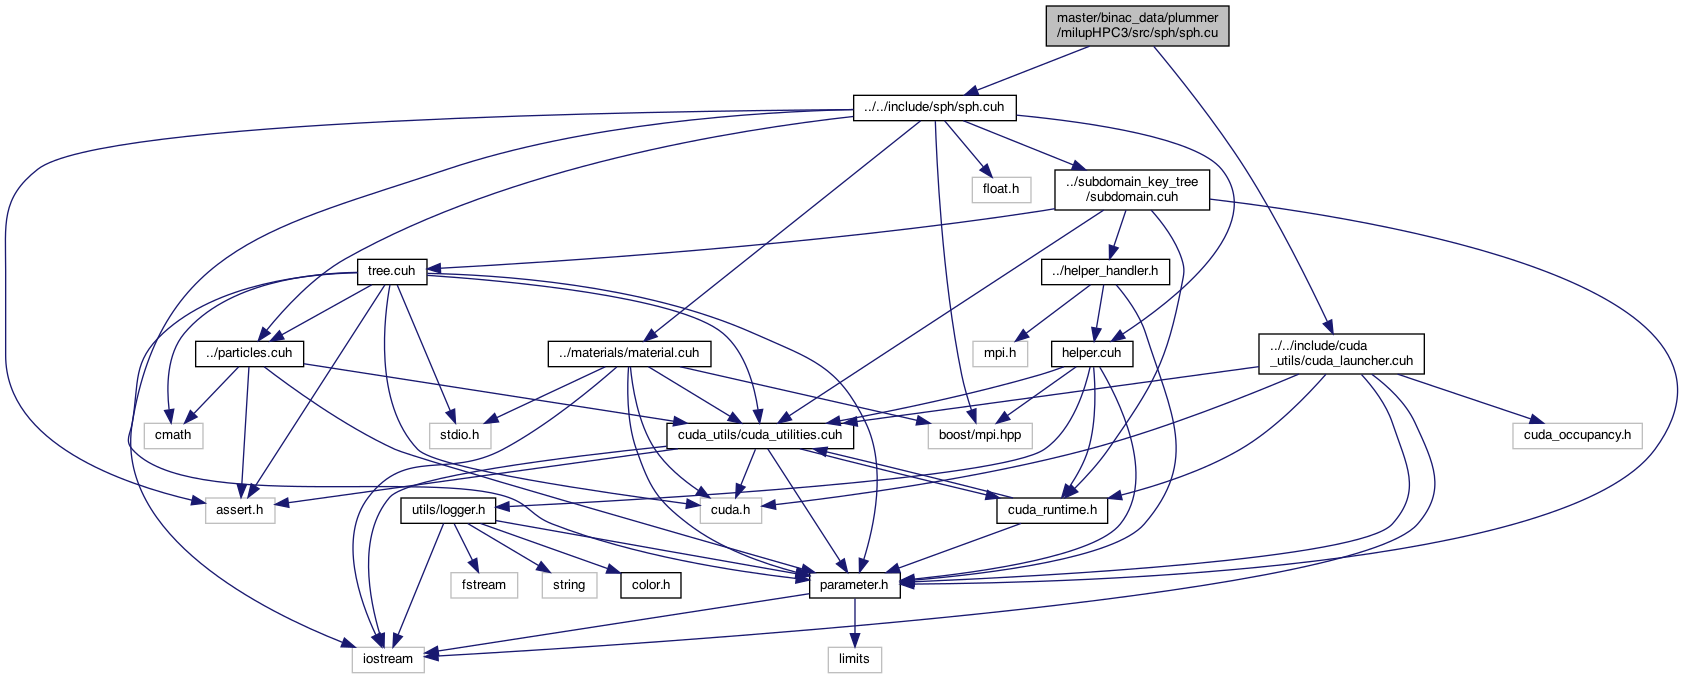 master/binac_data/plummer
/milupHPC3/src/sph/sph.cu
../../include/sph/sph.cuh
float.h
../subdomain_key_tree
/subdomain.cuh
tree.cuh
../helper_handler.h
../particles.cuh
../materials/material.cuh
mpi.h
helper.cuh
../../include/cuda
_utils/cuda_launcher.cuh
cmath
stdio.h
cuda_utils/cuda_utilities.cuh
boost/mpi.hpp
cuda_occupancy.h
assert.h
utils/logger.h
cuda.h
cuda_runtime.h
fstream
string
color.h
parameter.h
iostream
limits